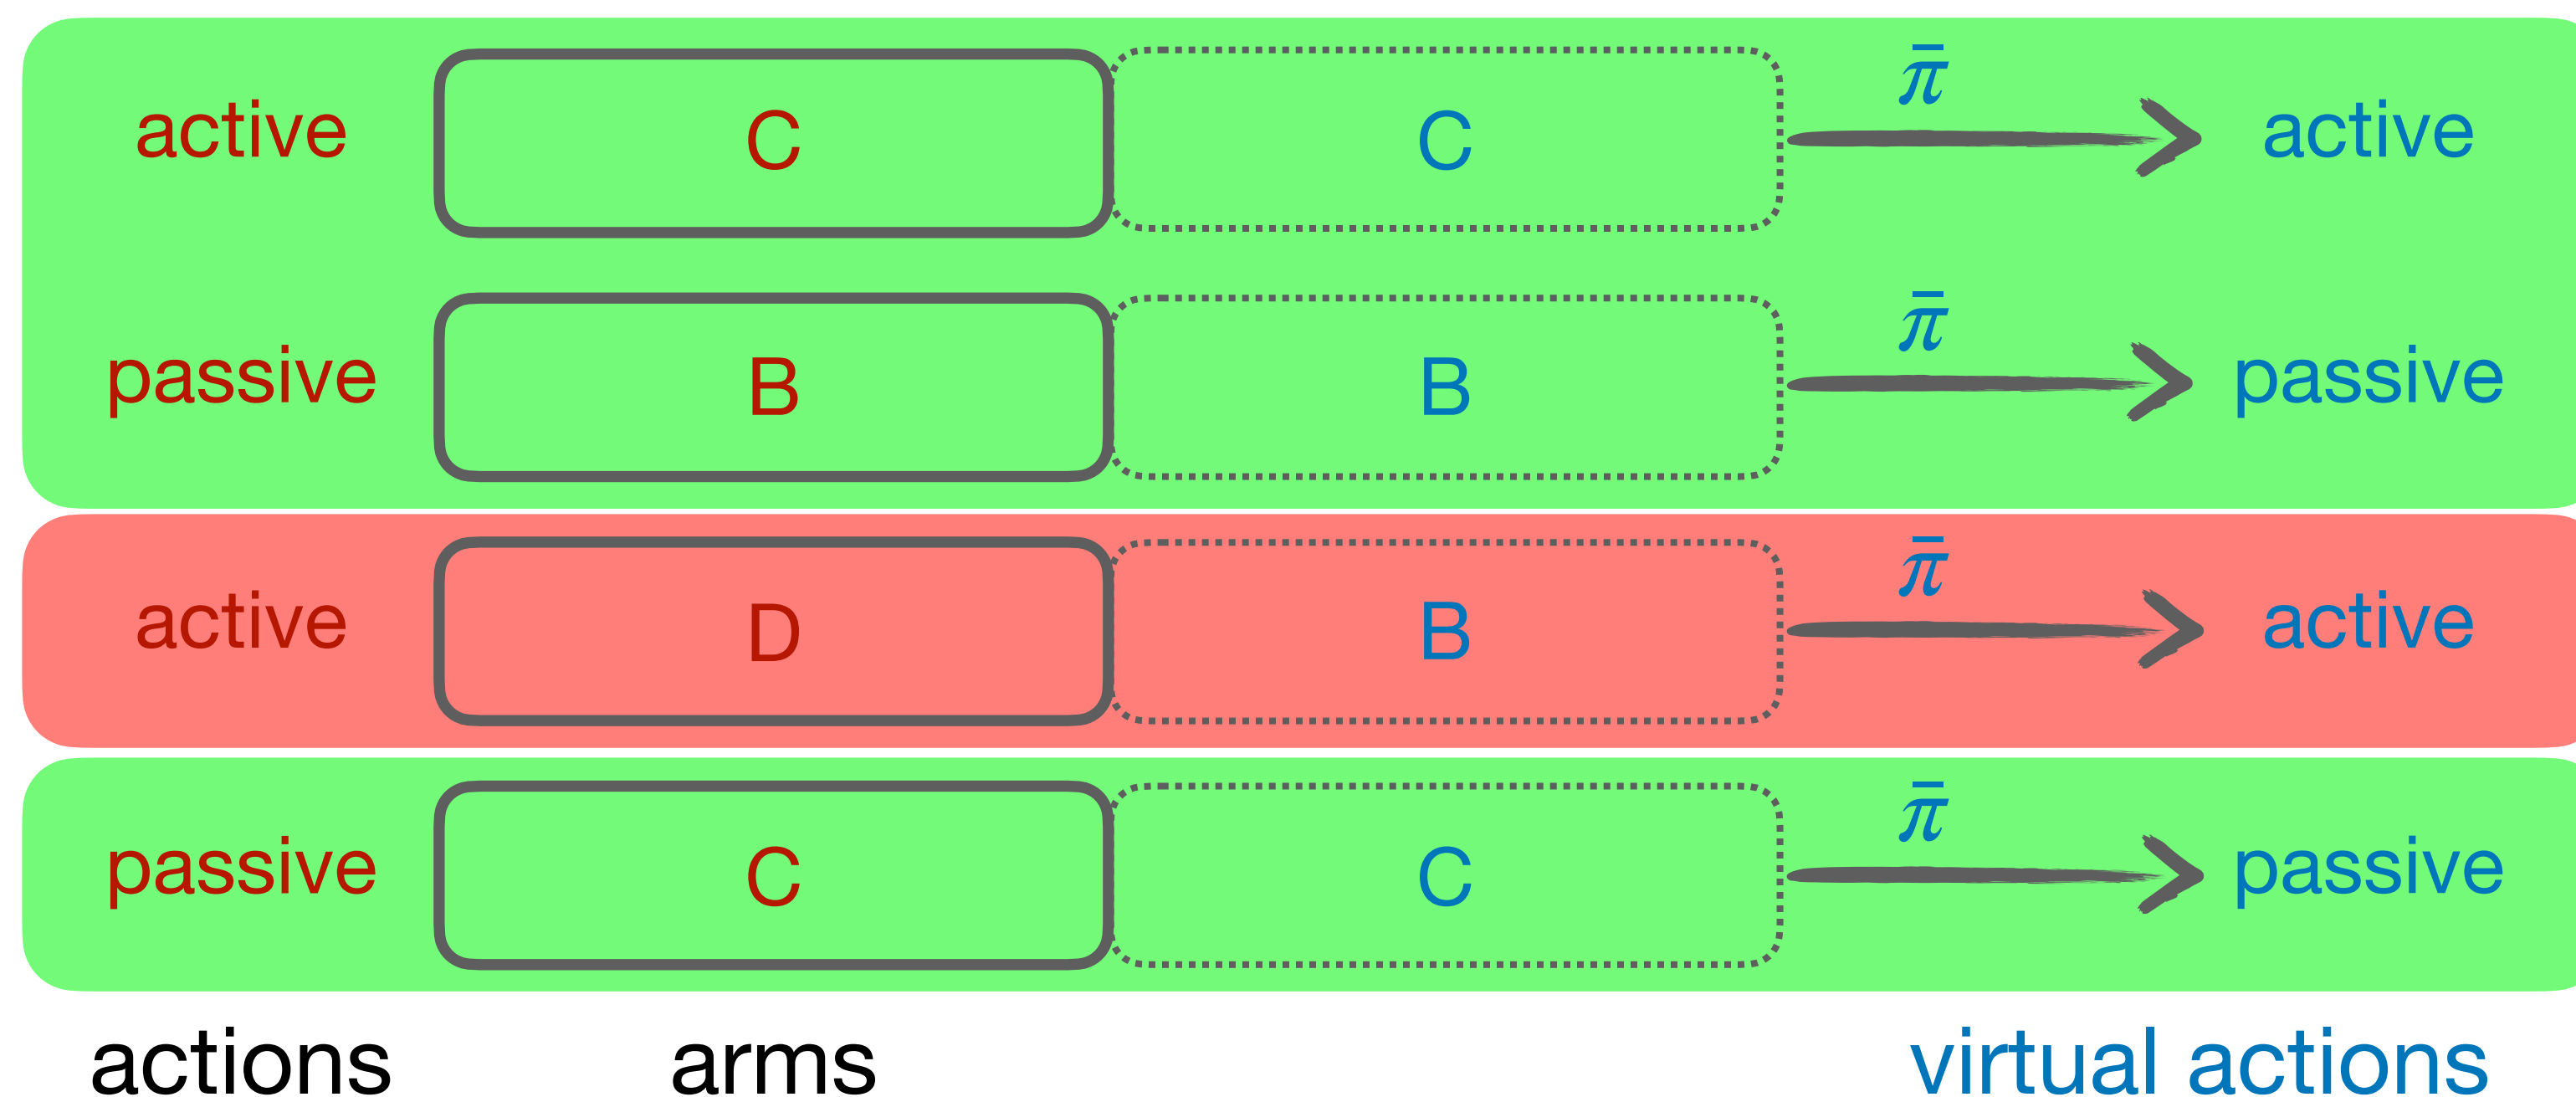 active C C π̄ active
passive B B π̄ passive
active D B π̄ active
passive C C π̄ passive
actions arms virtual actions